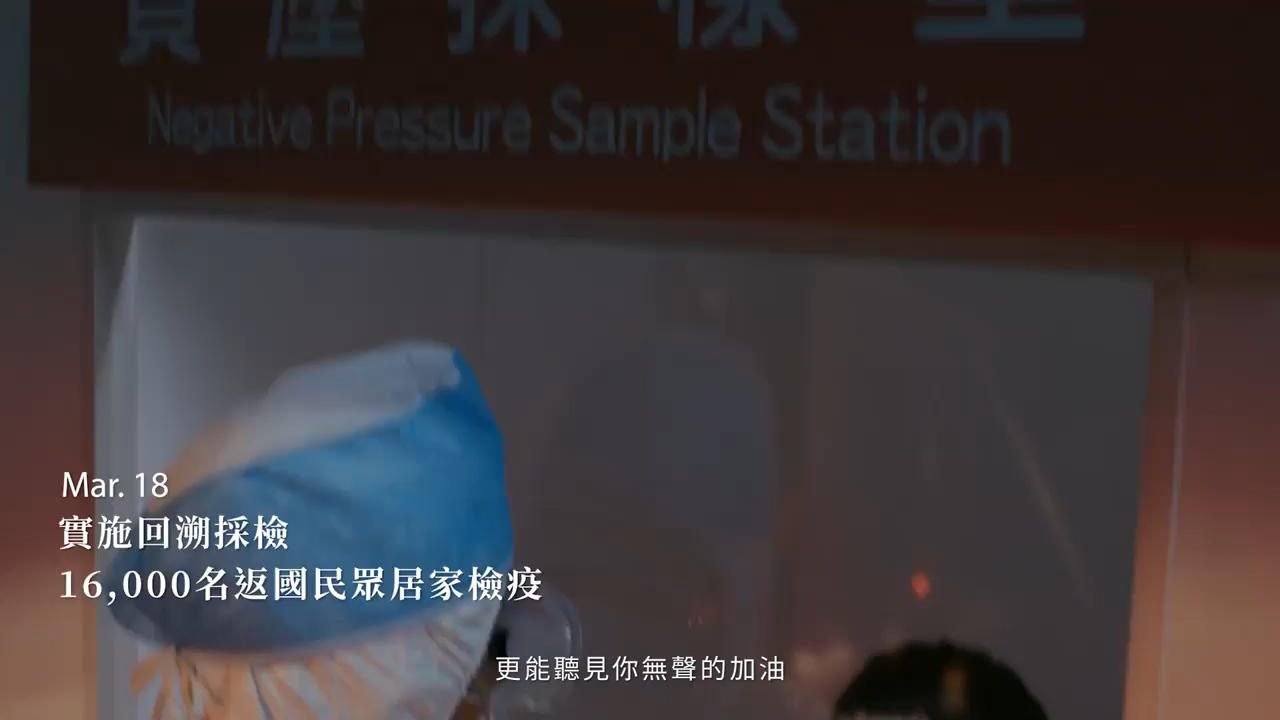 負壓採樣室
Negative Pressure Sample Station
Mar. 18
實施回溯採檢
16,000名返國民眾居家檢疫
更能聽見你無聲的加油